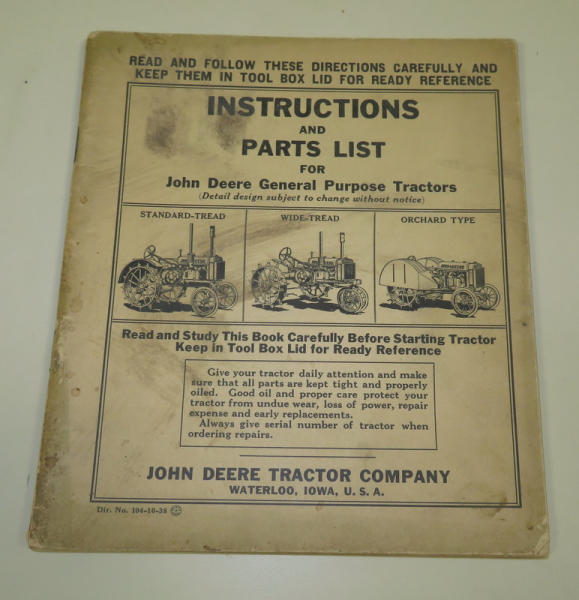 READ AND FOLLOW THESE DIRECTIONS CAREFULLY AND
KEEP THEM IN TOOL BOX LID FOR READY REFERENCE
INSTRUCTIONS
AND
PARTS LIST
FOR
John Deere General Purpose Tractors
(Detail design subject to change without notice)
STANDARD-TREAD WIDE-TREAD ORCHARD TYPE
Read and Study This Book Carefully Before Starting Tractor
Keep in Tool Box Lid for Ready Reference
Give your tractor daily attention and make
sure that all parts are kept tight and properly
oiled. Good oil and proper care protect your
tractor from undue wear, loss of power, repair
expense and early replacements.
Always give serial number of tractor when
ordering repairs.
JOHN DEERE TRACTOR COMPANY
WATERLOO, IOWA, U. S. A.
Dir. No. 104-10-38